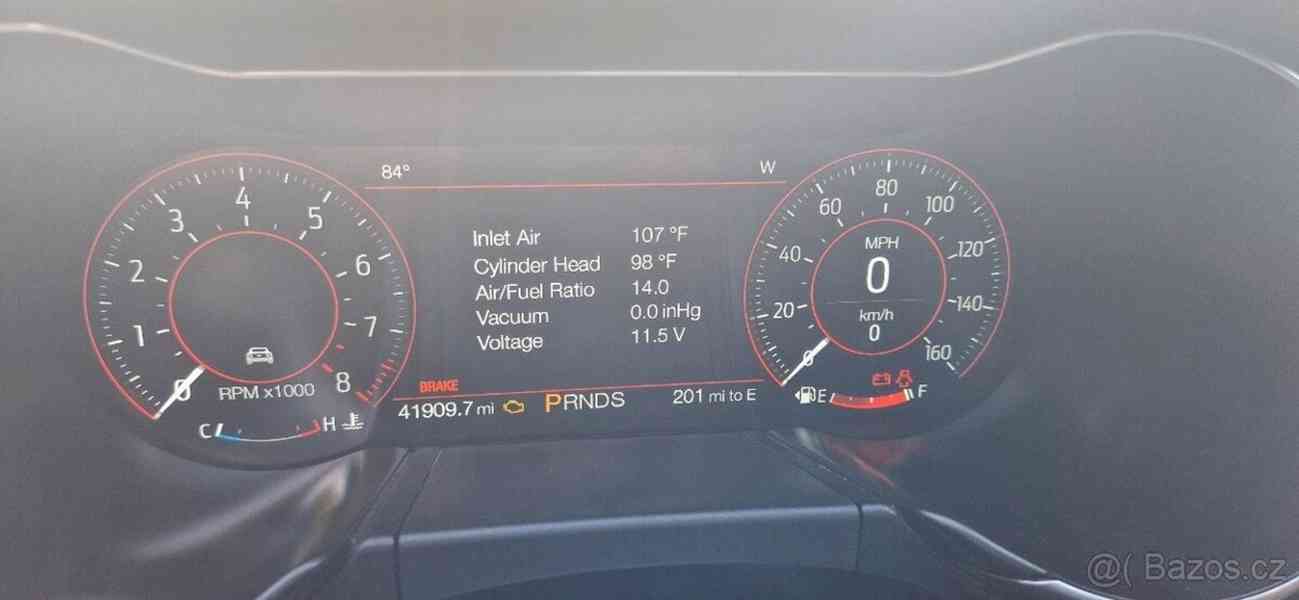 84° W
Inlet Air 107 °F
Cylinder Head 98 °F
Air/Fuel Ratio 14.0
Vacuum 0.0 inHg
Voltage 11.5 V
0 1 2 3 4 5 6 7 8
RPM x1000
C H
BRAKE
41909.7 mi PRNDS 201 mi to E
0 20 40 60 80 100 120 140 160
MPH
0
km/h
0
E F
@( Bazos.cz